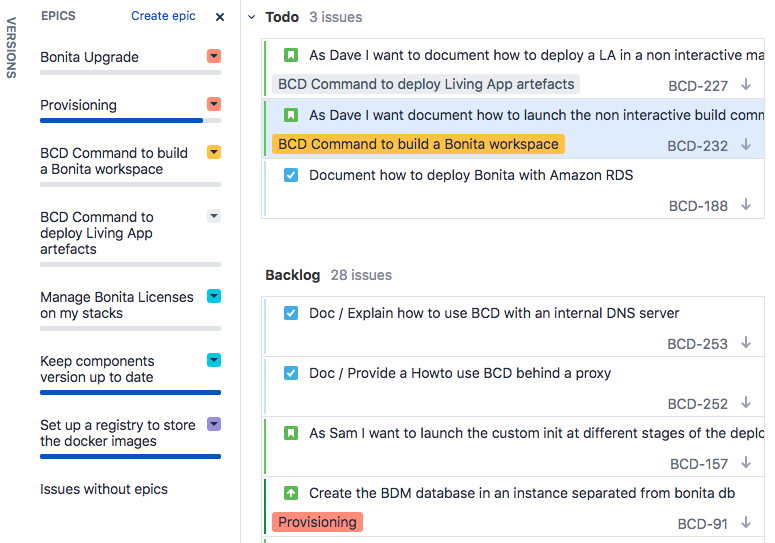 VERSIONS
EPICS
Create epic
Bonita Upgrade
Provisioning
BCD Command to build
a Bonita workspace
BCD Command to
deploy Living App
artefacts
Manage Bonita Licenses
on my stacks
Keep components
version up to date
Set up a registry to store
the docker images
Issues without epics
Todo 3 issues
As Dave I want to document how to deploy a LA in a non interactive ma
BCD Command to deploy Living App artefacts
BCD-227
As Dave I want document how to launch the non interactive build comm
BCD Command to build a Bonita workspace
BCD-232
Document how to deploy Bonita with Amazon RDS
BCD-188
Backlog 28 issues
Doc / Explain how to use BCD with an internal DNS server
BCD-253
Doc / Provide a Howto use BCD behind a proxy
BCD-252
As Sam I want to launch the custom init at different stages of the deplo
BCD-157
Create the BDM database in an instance separated from bonita db
Provisioning
BCD-91